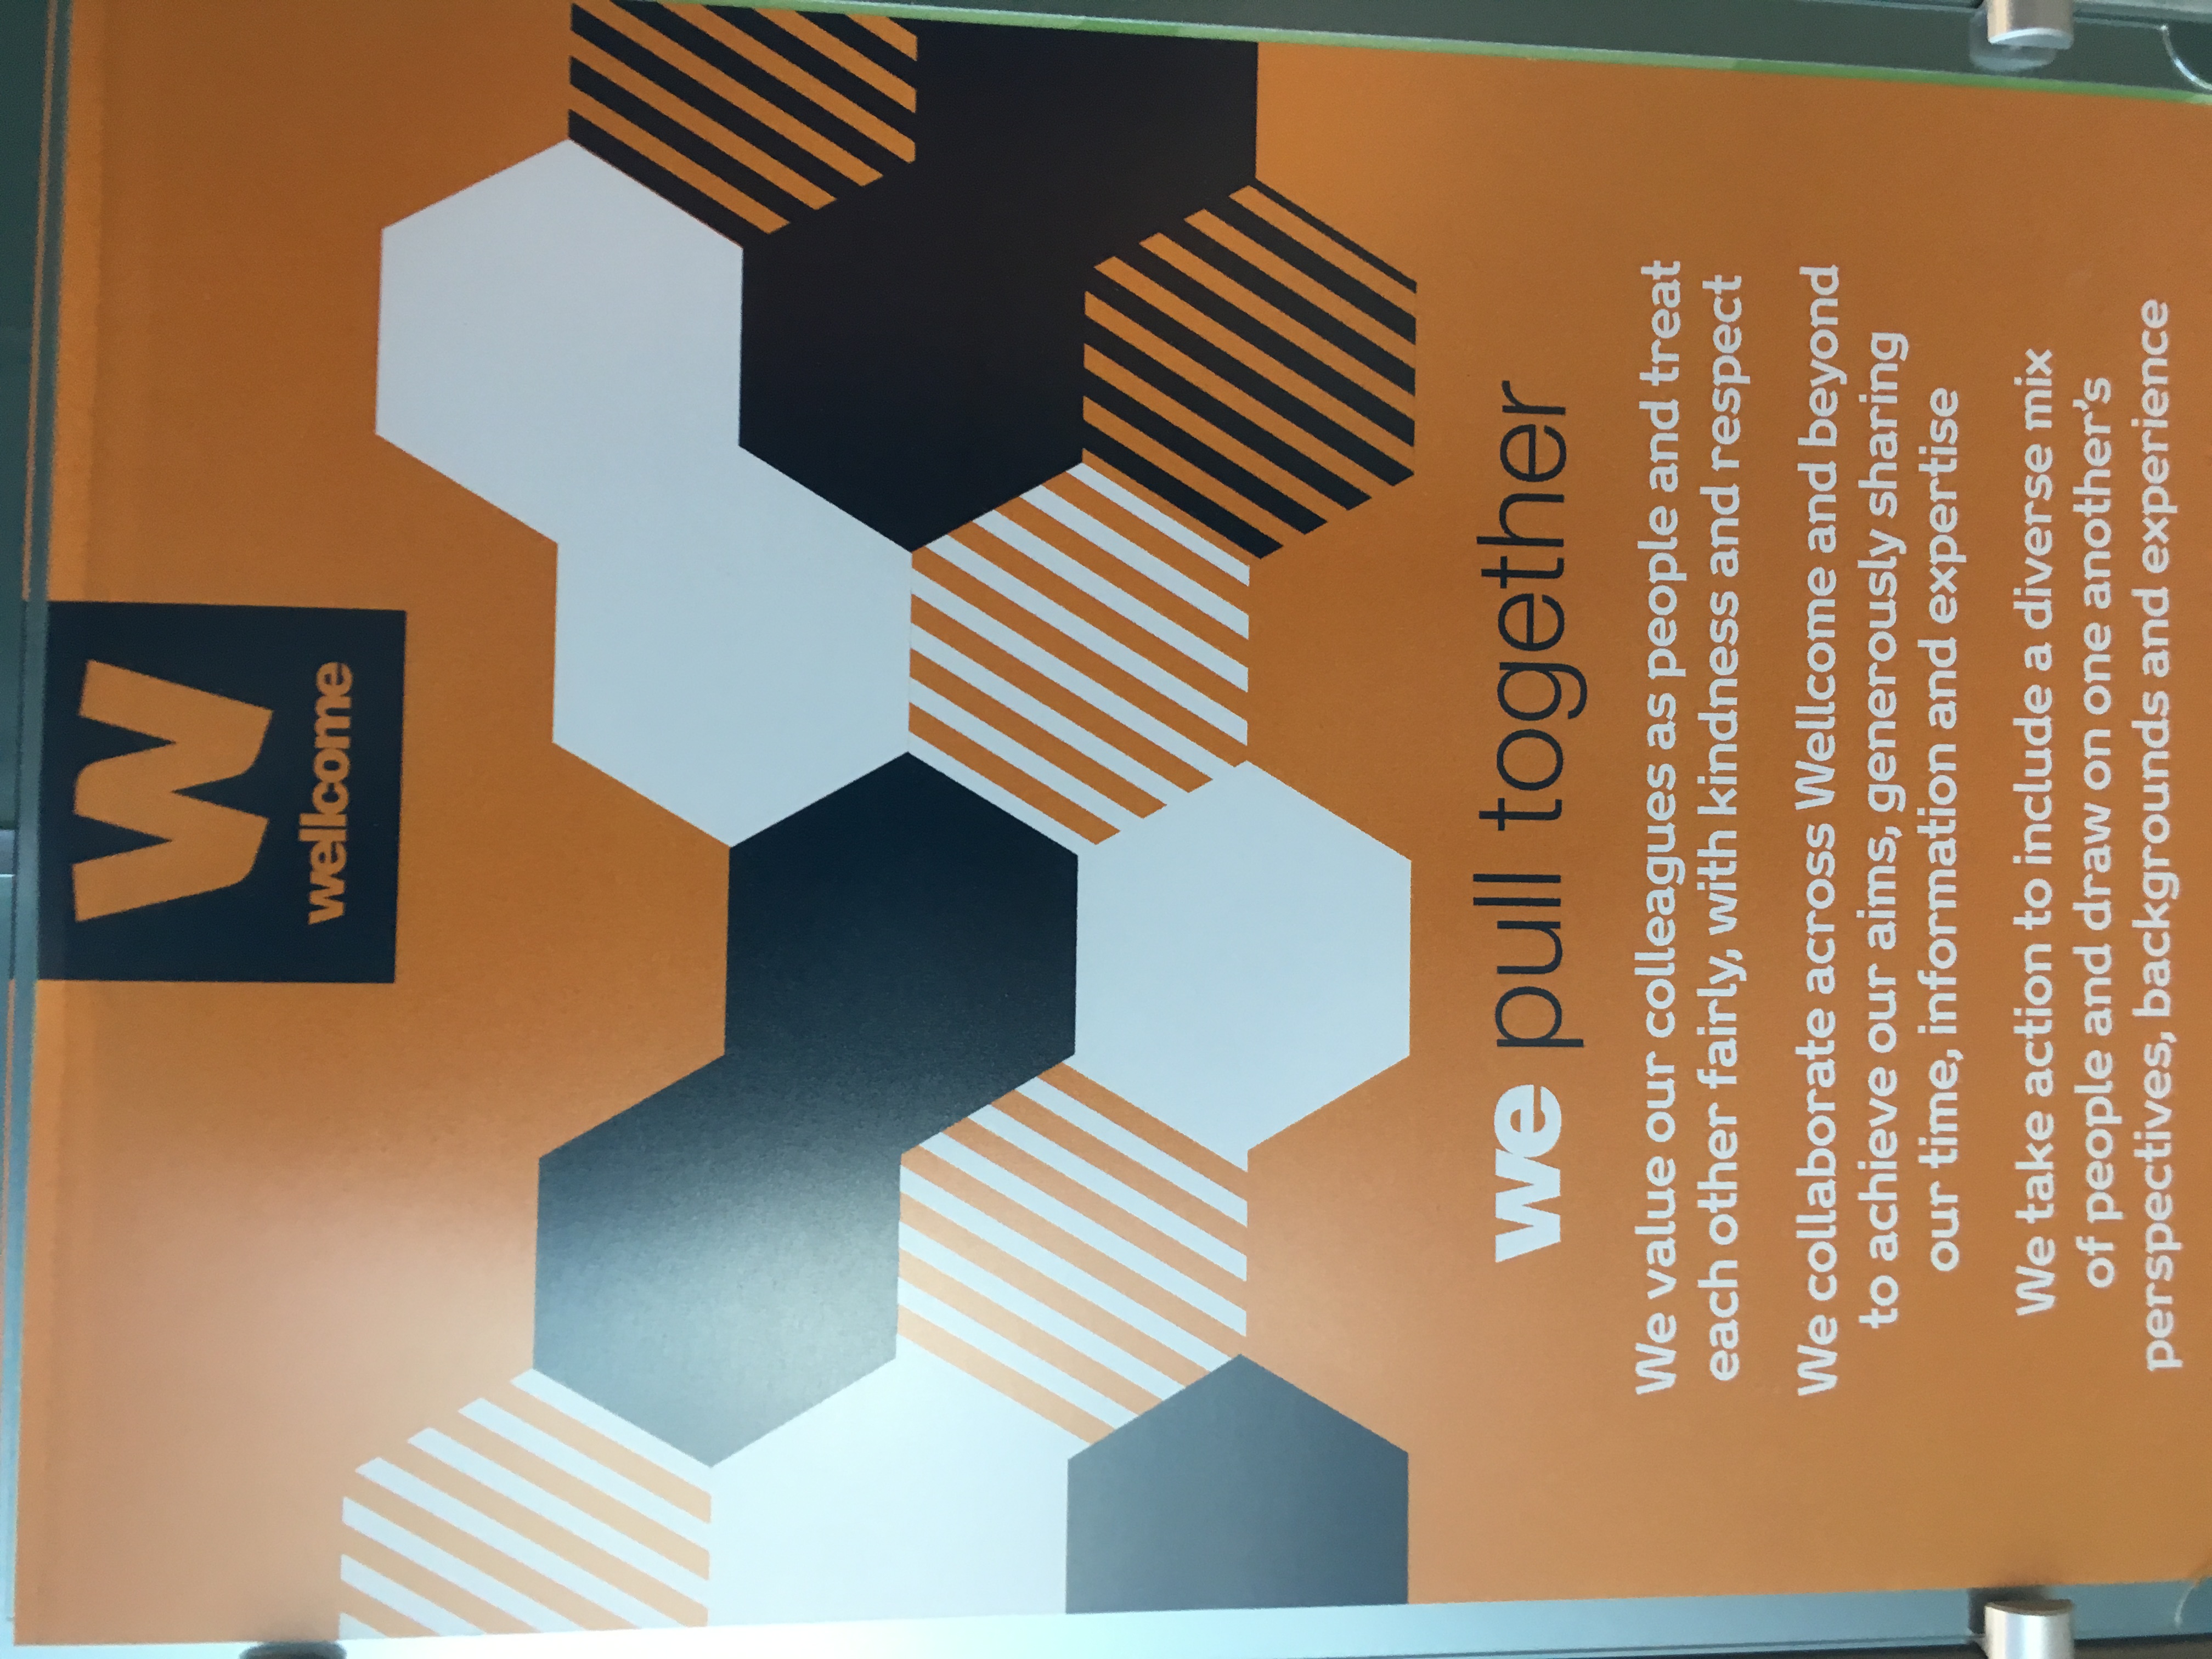 W
wellcome
we pull together
We value our colleagues as people and treat
each other fairly, with kindness and respect
We collaborate across Wellcome and beyond
to achieve our aims, generously sharing
our time, information and expertise
We take action to include a diverse mix
of people and draw on one another's
perspectives, backgrounds and experience